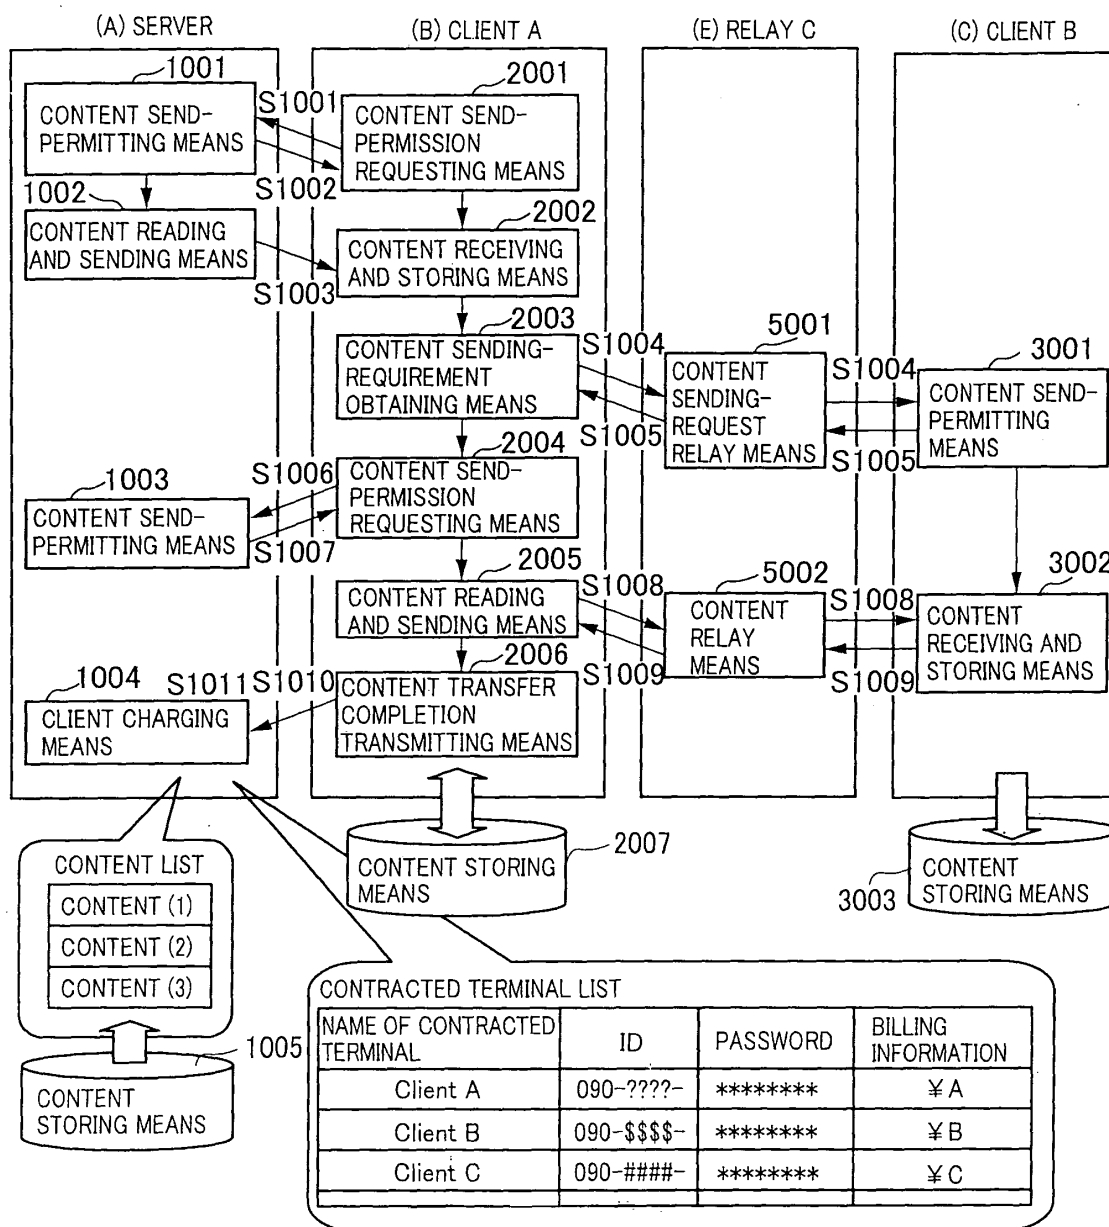 (A) SERVER
(B) CLIENT A
(E) RELAY C
(C) CLIENT B
1001
CONTENT SEND-
PERMITTING MEANS
S1001
S1002
2001
CONTENT SEND-
PERMISSION
REQUESTING MEANS
1002
CONTENT READING
AND SENDING MEANS
S1003
2002
CONTENT RECEIVING
AND STORING MEANS
2003
CONTENT SENDING-
REQUIREMENT
OBTAINING MEANS
S1004
S1005
5001
CONTENT
SENDING-
REQUEST
RELAY MEANS
S1004
S1005
3001
CONTENT SEND-
PERMITTING
MEANS
1003
CONTENT SEND-
PERMITTING MEANS
S1006
S1007
2004
CONTENT SEND-
PERMISSION
REQUESTING MEANS
2005
CONTENT READING
AND SENDING MEANS
S1008
S1009
5002
CONTENT
RELAY
MEANS
S1008
S1009
3002
CONTENT
RECEIVING AND
STORING MEANS
1004
CLIENT CHARGING
MEANS
S1011
S1010
2006
CONTENT TRANSFER
COMPLETION
TRANSMITTING MEANS
CONTENT STORING
MEANS
2007
CONTENT
STORING MEANS
3003
CONTENT LIST
CONTENT (1)
CONTENT (2)
CONTENT (3)
1005
CONTENT
STORING MEANS
CONTRACTED TERMINAL LIST
NAME OF CONTRACTED
TERMINAL
ID
PASSWORD
BILLING
INFORMATION
Client A 090-????- ******** ¥A
Client B 090-$$$$- ******** ¥B
Client C 090-####- ******** ¥C